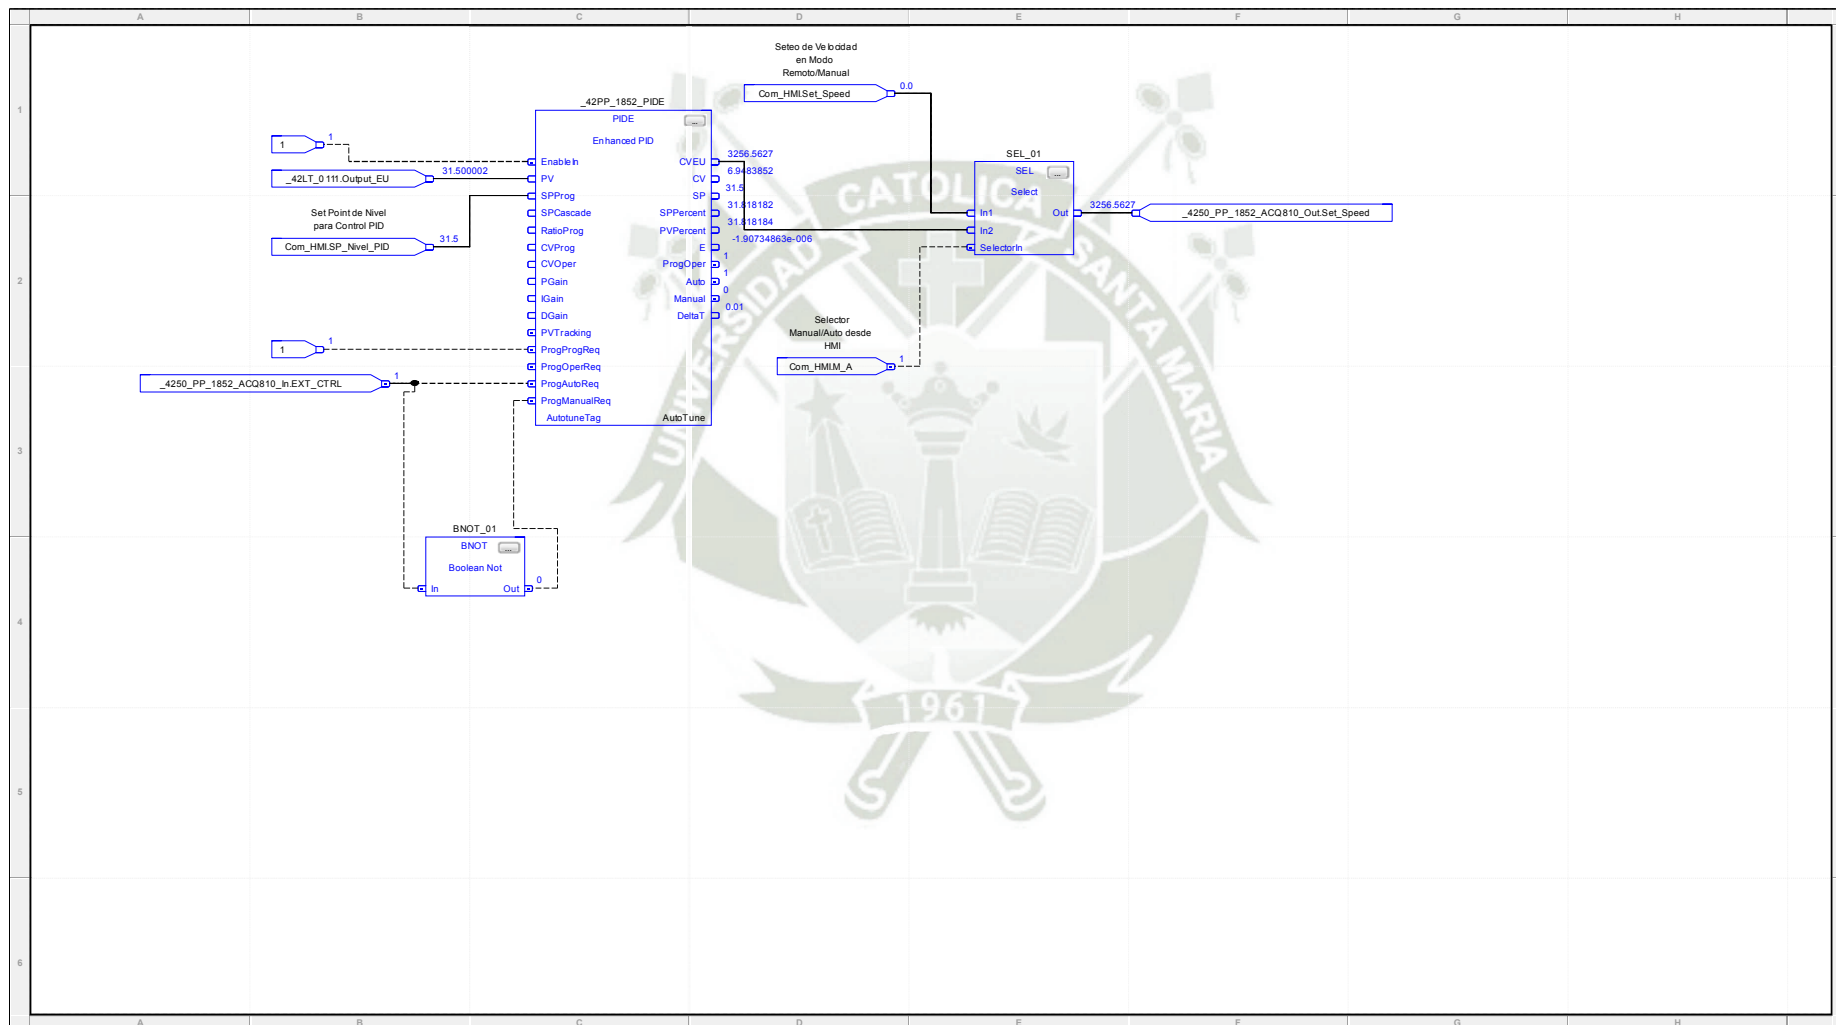 A B C D E F G H
1
2
3
4
5
6
Seteo de Velocidad
en Modo
Remoto/Manual
Com_HMI.Set_Speed
0.0
_42PP_1852_PIDE
PIDE
...
Enhanced PID
1
1
EnableIn
_42LT_0111.Output_EU
31.500002
PV
SPProg
Set Point de Nivel
para Control PID
Com_HMI.SP_Nivel_PID
31.5
SPCascade
RatioProg
CVProg
CVOper
PGain
IGain
DGain
PVTracking
1
1
ProgProgReq
ProgOperReq
_4250_PP_1852_ACQ810_In.EXT_CTRL
1
ProgAutoReq
ProgManualReq
AutotuneTag
AutoTune
CVEU
3256.5627
CV
6.9483852
SP
31.5
SPPercent
31.818182
PVPercent
31.818184
E
-1.90734863e-006
ProgOper
1
Auto
1
Manual
0
DeltaT
0.01
SEL_01
SEL
...
Select
In1
In2
SelectorIn
Out
3256.5627
_4250_PP_1852_ACQ810_Out.Set_Speed
Selector
Manual/Auto desde
HMI
Com_HMI.M_A
1
BNOT_01
BNOT
...
Boolean Not
In
Out
0
UNIVERSIDAD CATOLICA SANTA MARIA
1961
A B C D E F G H